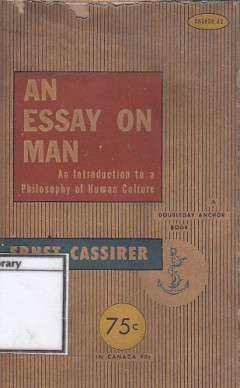 ANCHOR A3
AN
ESSAY ON
MAN
An Introduction to a
Philosophy of Human Culture
A
DOUBLEDAY ANCHOR
BOOK
ERNST CASSIRER
brary
75c
IN CANADA 90c